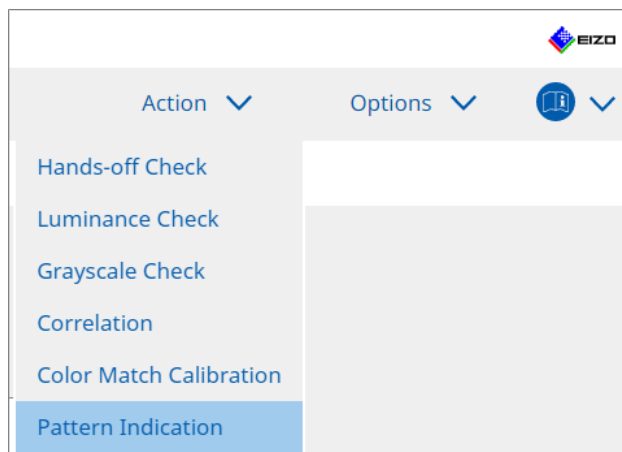 EIZO
Action Options
Hands-off Check
Luminance Check
Grayscale Check
Correlation
Color Match Calibration
Pattern Indication